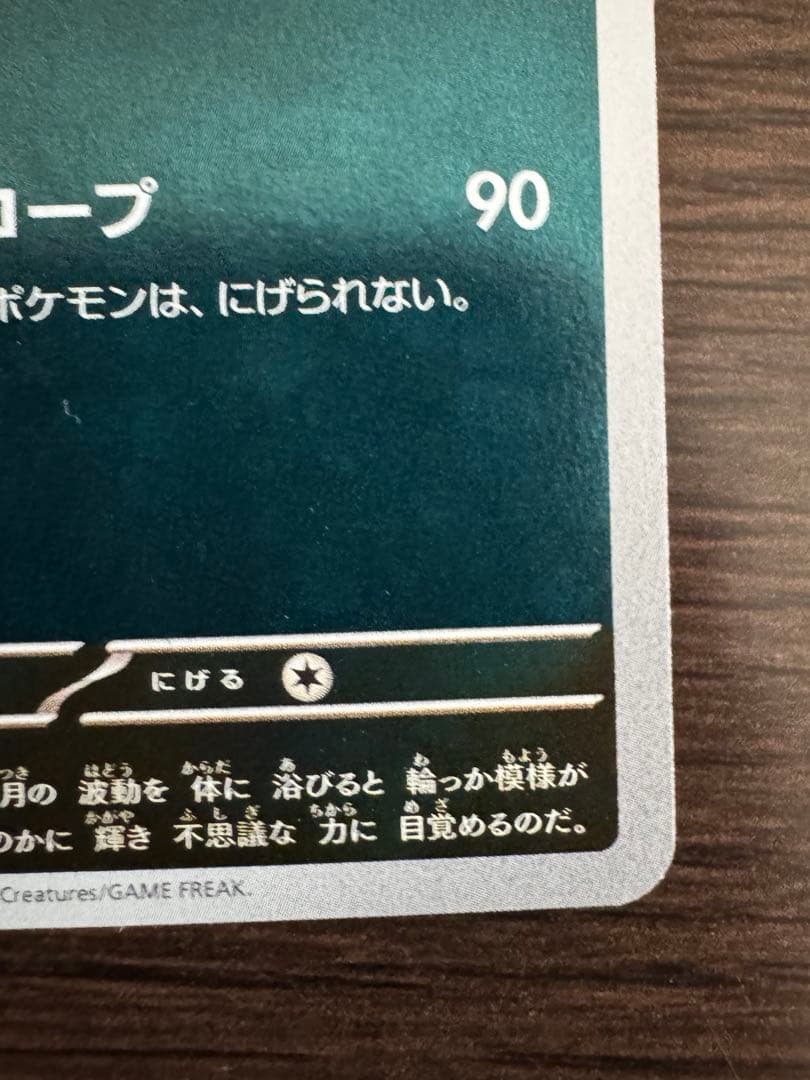 ロープ 90
ポケモンは、にげられない。
にげる
月の 波動を 体に 浴びると 輪っか模様が
のかに 輝き 不思議な 力に 目覚めるのだ。
Creatures/GAME FREAK.